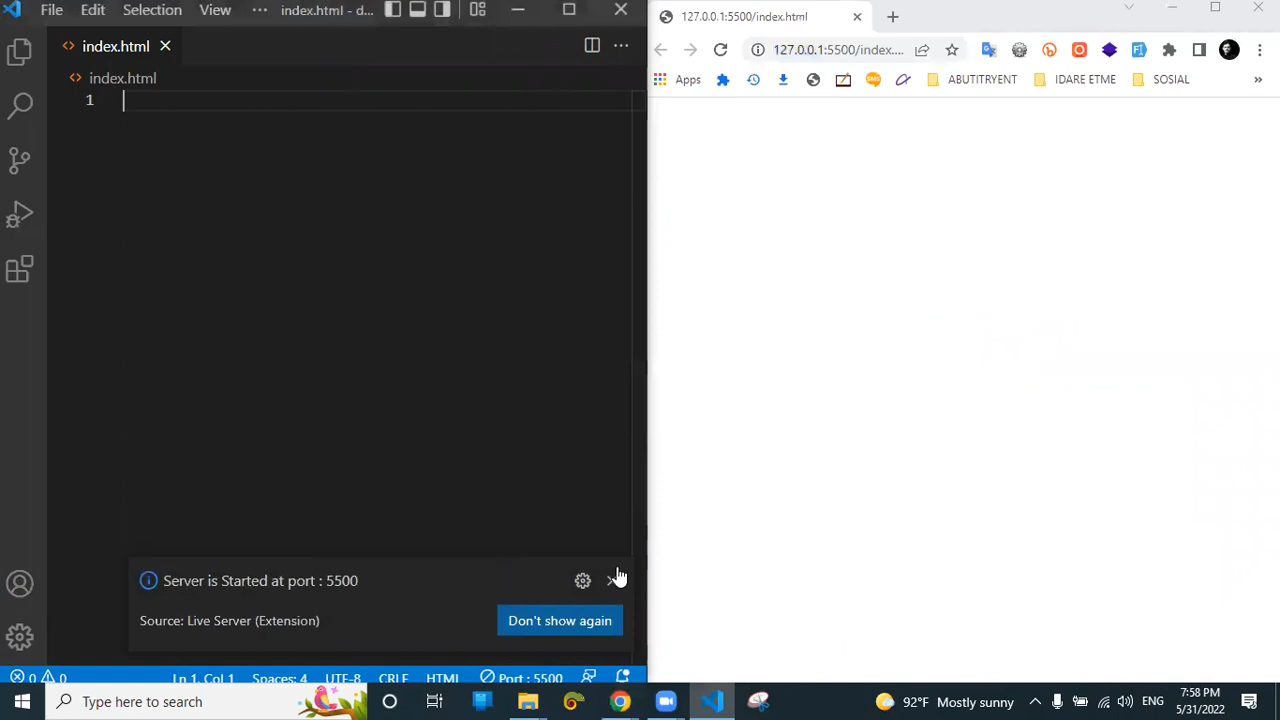 File Edit Selection View ··· index.html - d...
index.html
index.html
1
Server is Started at port : 5500
Source: Live Server (Extension)
Don't show again
0 0 Ln 1, Col 1 Spaces: 4 UTF-8 CRLF HTML Port : 5500
127.0.0.1:5500/index.html
127.0.0.1:5500/index....
Apps SMS ABUTITRYENT IDARE ETME SOSIAL »
Type here to search
92°F Mostly sunny ENG 7:58 PM
5/31/2022